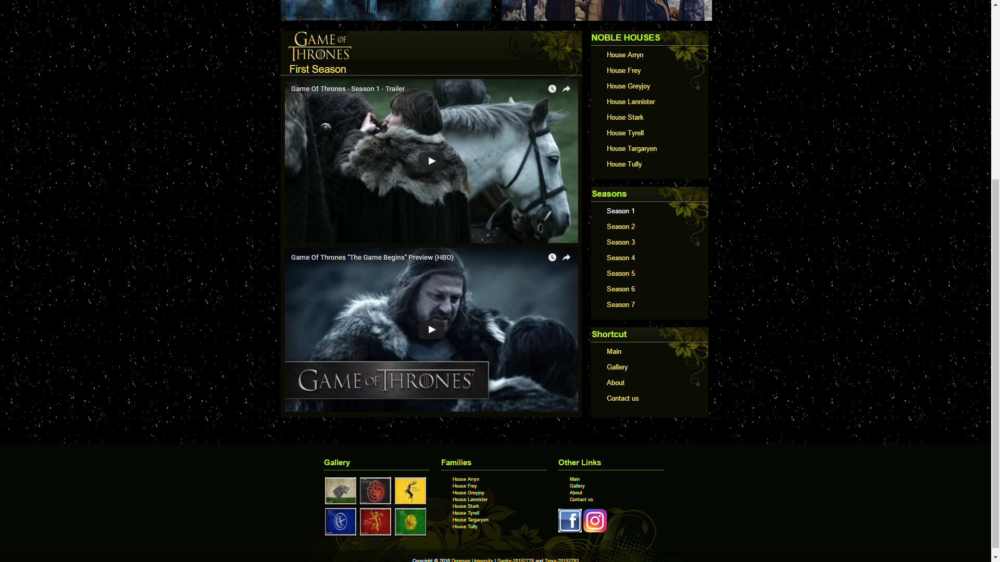 GAME OF
THRONES
First Season
Game Of Thrones - Season 1 - Trailer
Game Of Thrones "The Game Begins" Preview (HBO)
GAME OF THRONES
NOBLE HOUSES
House Arryn
House Frey
House Greyjoy
House Lannister
House Stark
House Tyrell
House Targaryen
House Tully
Seasons
Season 1
Season 2
Season 3
Season 4
Season 5
Season 6
Season 7
Shortcut
Main
Gallery
About
Contact us
Gallery
Families
House Arryn
House Frey
House Greyjoy
House Lannister
House Stark
House Tyrell
House Targaryen
House Tully
Other Links
Main
Gallery
About
Contact us
Copyright © 2016 Dongseo University | Sardor-20152778 and Timur-20152783